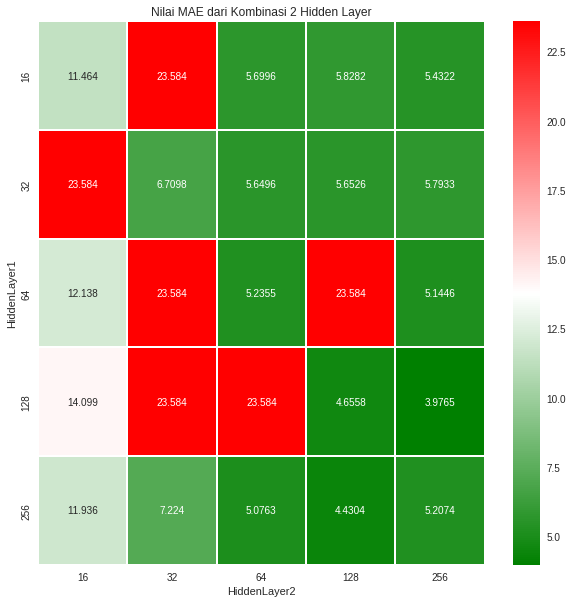 Nilai MAE dari Kombinasi 2 Hidden Layer
HiddenLayer1
16 11.464 23.584 5.6996 5.8282 5.4322
32 23.584 6.7098 5.6496 5.6526 5.7933
64 12.138 23.584 5.2355 23.584 5.1446
128 14.099 23.584 23.584 4.6558 3.9765
256 11.936 7.224 5.0763 4.4304 5.2074
16 32 64 128 256
HiddenLayer2
22.5
20.0
17.5
15.0
12.5
10.0
7.5
5.0